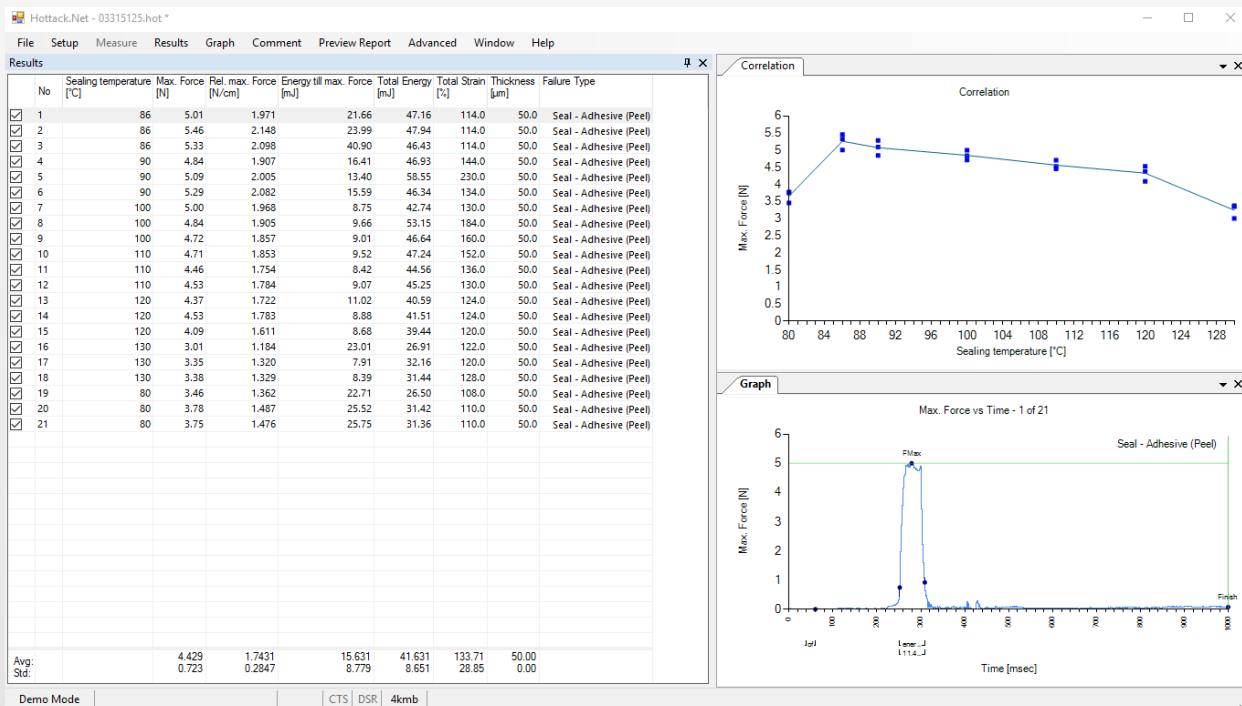 Hottack.Net - 03315125.hot *
File Setup Measure Results Graph Comment Preview Report Advanced Window Help
Results
No Sealing temperature [°C] Max. Force [N] Rel. max. Force [N/cm] Energy till max. Force [mJ] Total Energy [mJ] Total Strain [%] Thickness [µm] Failure Type
1 86 5.01 1.971 21.66 47.16 114.0 50.0 Seal - Adhesive (Peel)
2 86 5.46 2.148 23.99 47.94 114.0 50.0 Seal - Adhesive (Peel)
3 86 5.33 2.098 40.90 46.43 114.0 50.0 Seal - Adhesive (Peel)
4 90 4.84 1.907 16.41 46.93 144.0 50.0 Seal - Adhesive (Peel)
5 90 5.09 2.005 13.40 58.55 230.0 50.0 Seal - Adhesive (Peel)
6 90 5.29 2.082 15.59 46.34 134.0 50.0 Seal - Adhesive (Peel)
7 100 5.00 1.968 8.75 42.74 130.0 50.0 Seal - Adhesive (Peel)
8 100 4.84 1.905 9.66 53.15 184.0 50.0 Seal - Adhesive (Peel)
9 100 4.72 1.857 9.01 46.64 160.0 50.0 Seal - Adhesive (Peel)
10 110 4.71 1.853 9.52 47.24 152.0 50.0 Seal - Adhesive (Peel)
11 110 4.46 1.754 8.42 44.56 136.0 50.0 Seal - Adhesive (Peel)
12 110 4.53 1.784 9.07 45.25 130.0 50.0 Seal - Adhesive (Peel)
13 120 4.37 1.722 11.02 40.59 124.0 50.0 Seal - Adhesive (Peel)
14 120 4.53 1.783 8.88 41.51 124.0 50.0 Seal - Adhesive (Peel)
15 120 4.09 1.611 8.68 39.44 120.0 50.0 Seal - Adhesive (Peel)
16 130 3.01 1.184 23.01 26.91 122.0 50.0 Seal - Adhesive (Peel)
17 130 3.35 1.320 7.91 32.16 120.0 50.0 Seal - Adhesive (Peel)
18 130 3.38 1.329 8.39 31.44 128.0 50.0 Seal - Adhesive (Peel)
19 80 3.46 1.362 22.71 26.50 108.0 50.0 Seal - Adhesive (Peel)
20 80 3.78 1.487 25.52 31.42 110.0 50.0 Seal - Adhesive (Peel)
21 80 3.75 1.476 25.75 31.36 110.0 50.0 Seal - Adhesive (Peel)
Avg: 4.429 1.7431 15.631 41.631 133.71 50.00
Std: 0.723 0.2847 8.779 8.651 28.85 0.00
Correlation
Correlation
6
5.5
5
4.5
4
3.5
3
2.5
2
1.5
1
0.5
0
Max. Force [N]
80 84 88 92 96 100 104 108 112 116 120 124 128
Sealing temperature [°C]
Graph
Max. Force vs Time - 1 of 21
Seal - Adhesive (Peel)
FMax
6
5
4
3
2
1
0
Max. Force [N]
Finish
0 100 200 300 400 500 600 700 800 900 1000
ener...
11.4...
Time [msec]
Demo Mode CTS DSR 4kmb